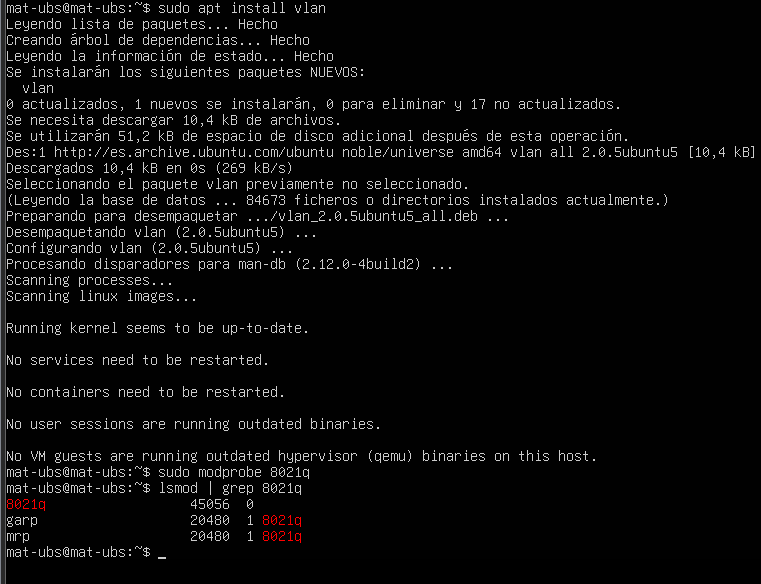 mat-ubs@mat-ubs:~$ sudo apt install vlan
Leyendo lista de paquetes... Hecho
Creando árbol de dependencias... Hecho
Leyendo la información de estado... Hecho
Se instalarán los siguientes paquetes NUEVOS:
  vlan
0 actualizados, 1 nuevos se instalarán, 0 para eliminar y 17 no actualizados.
Se necesita descargar 10,4 kB de archivos.
Se utilizarán 51,2 kB de espacio de disco adicional después de esta operación.
Des:1 http://es.archive.ubuntu.com/ubuntu noble/universe amd64 vlan all 2.0.5ubuntu5 [10,4 kB]
Descargados 10,4 kB en 0s (269 kB/s)
Seleccionando el paquete vlan previamente no seleccionado.
(Leyendo la base de datos ... 84673 ficheros o directorios instalados actualmente.)
Preparando para desempaquetar .../vlan_2.0.5ubuntu5_all.deb ...
Desempaquetando vlan (2.0.5ubuntu5) ...
Configurando vlan (2.0.5ubuntu5) ...
Procesando disparadores para man-db (2.12.0-4build2) ...
Scanning processes...
Scanning linux images...

Running kernel seems to be up-to-date.

No services need to be restarted.

No containers need to be restarted.

No user sessions are running outdated binaries.

No VM guests are running outdated hypervisor (qemu) binaries on this host.
mat-ubs@mat-ubs:~$ sudo modprobe 8021q
mat-ubs@mat-ubs:~$ lsmod | grep 8021q
8021q                  45056  0
garp                   20480  1 8021q
mrp                    20480  1 8021q
mat-ubs@mat-ubs:~$ _